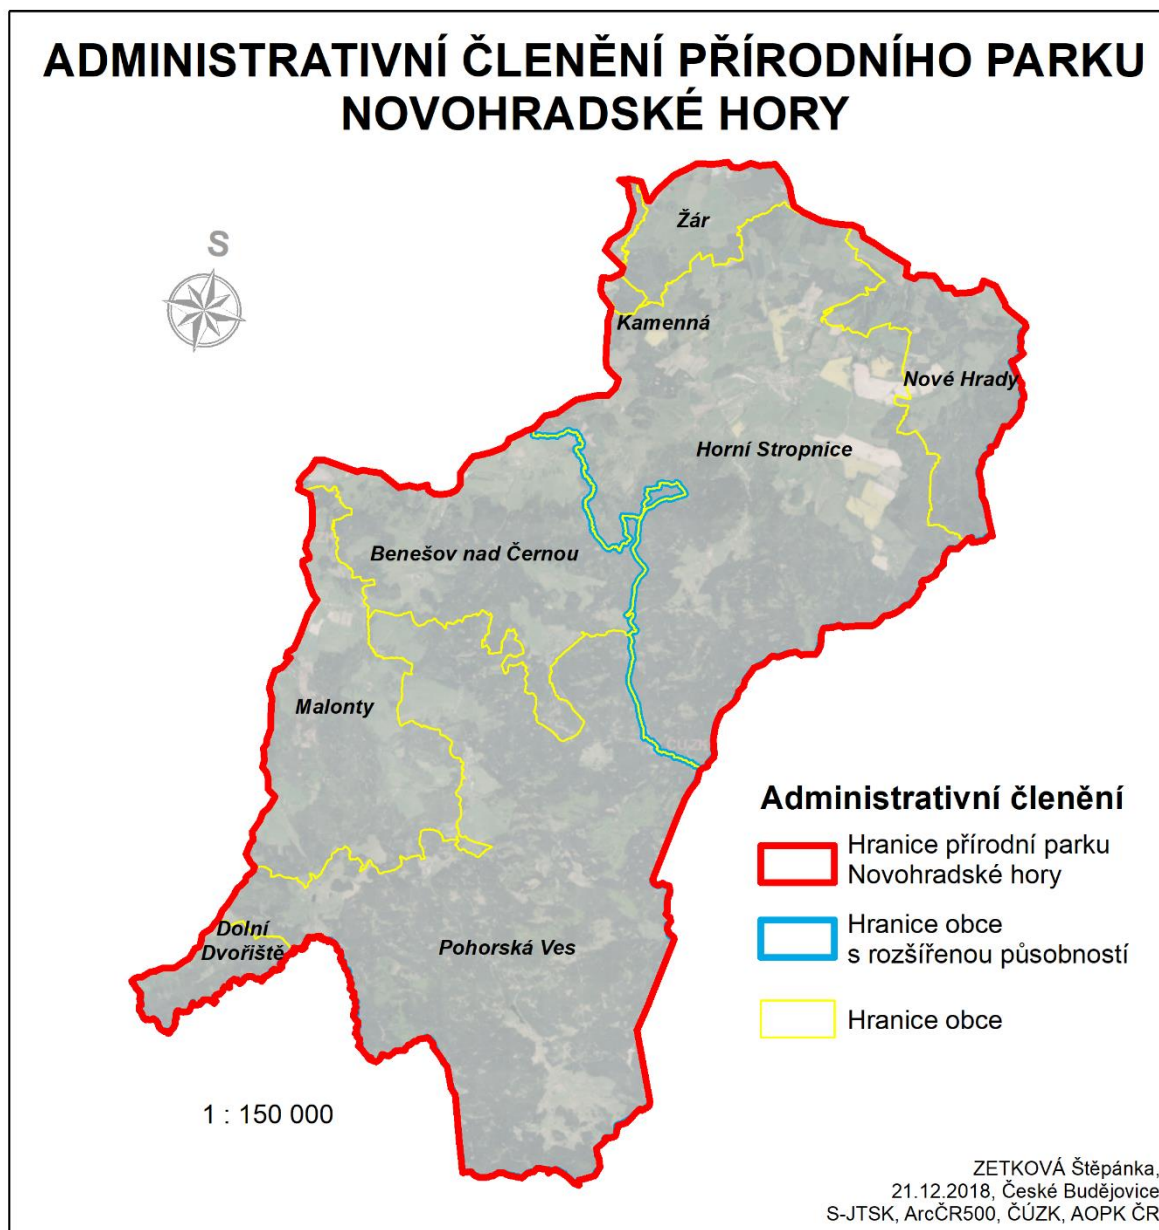 ADMINISTRATIVNÍ ČLENĚNÍ PŘÍRODNÍHO PARKU
NOVOHRADSKÉ HORY
S
Žár
Kamenná
Nové Hrady
Horní Stropnice
Benešov nad Černou
Malonty
Dolní
Dvořiště
Pohorská Ves
Administrativní členění
Hranice přírodní parku
Novohradské hory
Hranice obce
s rozšířenou působností
Hranice obce
1 : 150 000
ZETKOVÁ Štěpánka,
21.12.2018, České Budějovice
S-JTSK, ArcČR500, ČÚZK, AOPK ČR